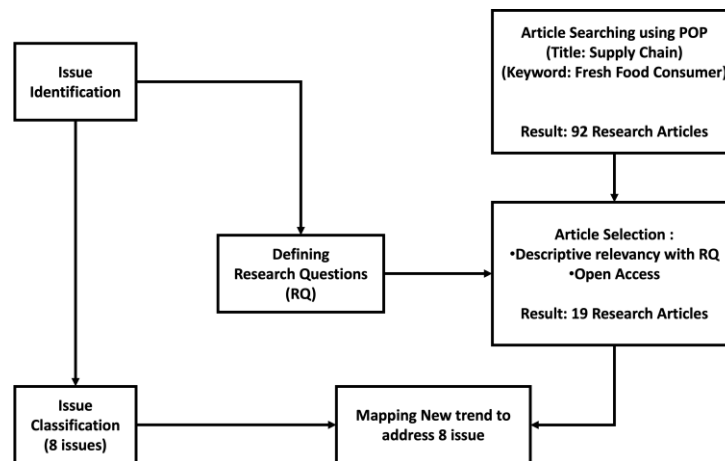 Article Searching using POP
(Title: Supply Chain)
(Keyword: Fresh Food Consumer)
Result: 92 Research Articles
Issue
Identification
Article Selection :
•Descriptive relevancy with RQ
•Open Access
Result: 19 Research Articles
Defining
Research Questions
(RQ)
Issue
Classification
(8 issues)
Mapping New trend to
address 8 issue